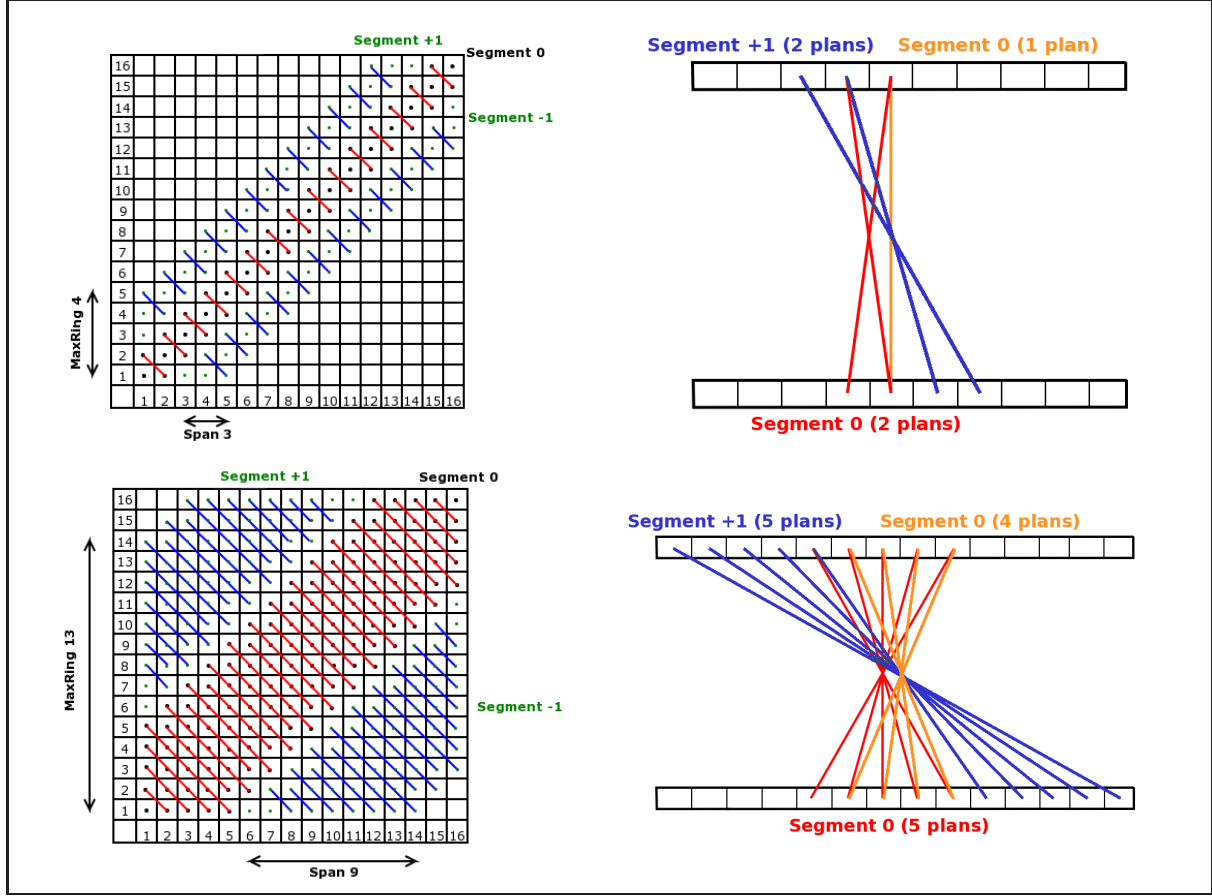 Segment +1
Segment 0
Segment -1
16
15
14
13
12
11
10
9
8
7
6
5
4
3
2
1
1 2 3 4 5 6 7 8 9 10 11 12 13 14 15 16
MaxRing 4
Span 3
Segment +1 (2 plans) Segment 0 (1 plan)
Segment 0 (2 plans)
Segment +1
Segment 0
Segment -1
16
15
14
13
12
11
10
9
8
7
6
5
4
3
2
1
1 2 3 4 5 6 7 8 9 10 11 12 13 14 15 16
MaxRing 13
Span 9
Segment +1 (5 plans) Segment 0 (4 plans)
Segment 0 (5 plans)